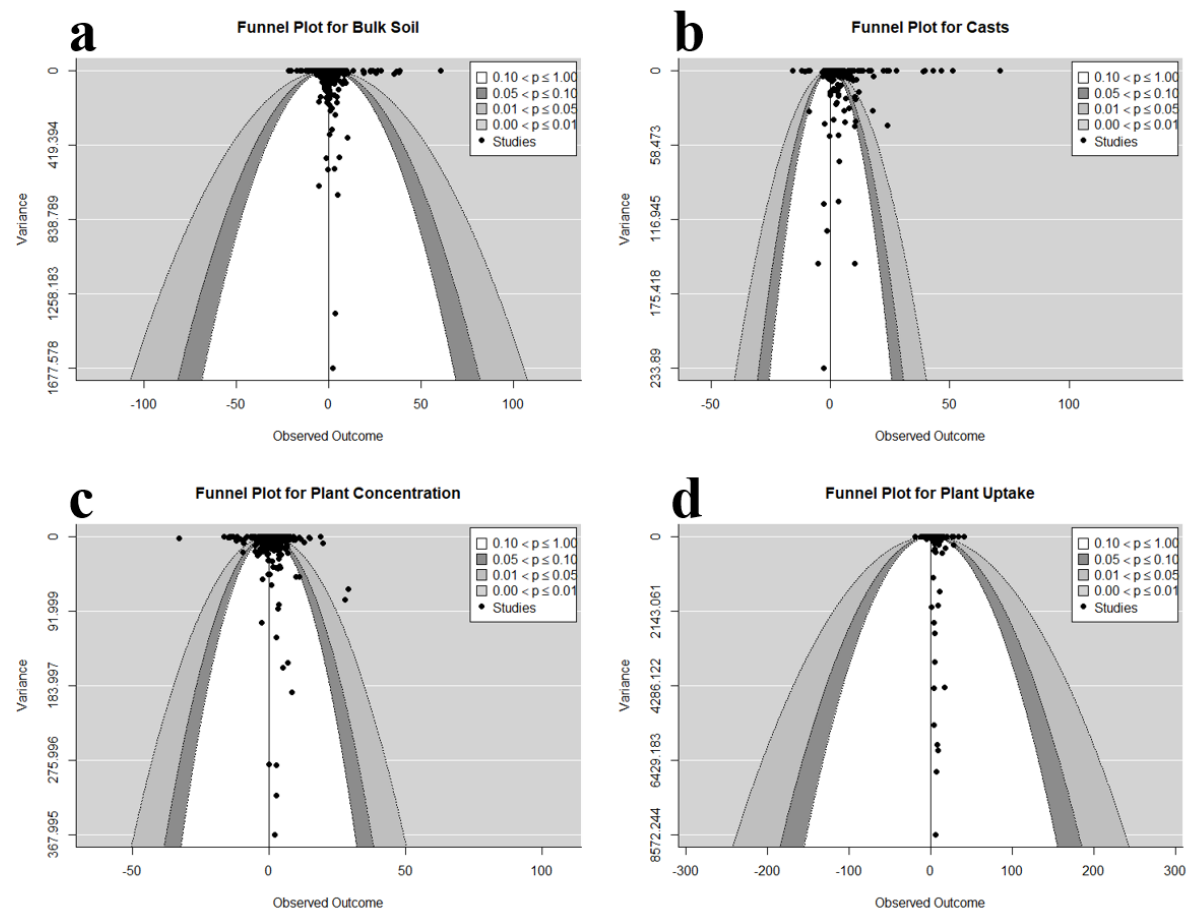 a
Funnel Plot for Bulk Soil
0
419.394
838.789
1258.183
1677.578
Variance
0.10 < p ≤ 1.00
0.05 < p ≤ 0.10
0.01 < p ≤ 0.05
0.00 < p ≤ 0.01
Studies
-100
-50
0
50
100
Observed Outcome
b
Funnel Plot for Casts
0
58.473
116.945
175.418
233.89
Variance
0.10 < p ≤ 1.00
0.05 < p ≤ 0.10
0.01 < p ≤ 0.05
0.00 < p ≤ 0.01
Studies
-50
0
50
100
Observed Outcome
c
Funnel Plot for Plant Concentration
0
91.999
183.997
275.996
367.995
Variance
0.10 < p ≤ 1.00
0.05 < p ≤ 0.10
0.01 < p ≤ 0.05
0.00 < p ≤ 0.01
Studies
-50
0
50
100
Observed Outcome
d
Funnel Plot for Plant Uptake
0
2143.061
4286.122
6429.183
8572.244
Variance
0.10 < p ≤ 1.00
0.05 < p ≤ 0.10
0.01 < p ≤ 0.05
0.00 < p ≤ 0.01
Studies
-300
-200
-100
0
100
200
300
Observed Outcome